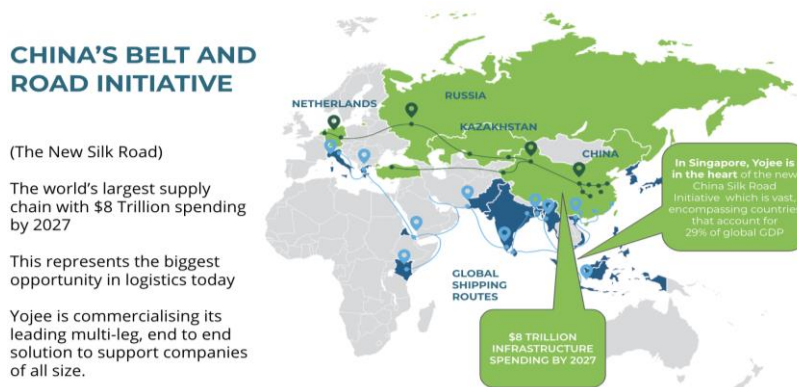 CHINA'S BELT AND
ROAD INITIATIVE
(The New Silk Road)
The world's largest supply
chain with $8 Trillion spending
by 2027
This represents the biggest
opportunity in logistics today
Yojee is commercialising its
leading multi-leg, end to end
solution to support companies
of all size.
NETHERLANDS
RUSSIA
KAZAKHSTAN
CHINA
In Singapore, Yojee is
in the heart of the new
China Silk Road
Initiative which is vast,
encompassing countrie
that account for
29% of global GDP
GLOBAL
SHIPPING
ROUTES
$8 TRILLION
INFRASTRUCTURE
SPENDING BY 2027